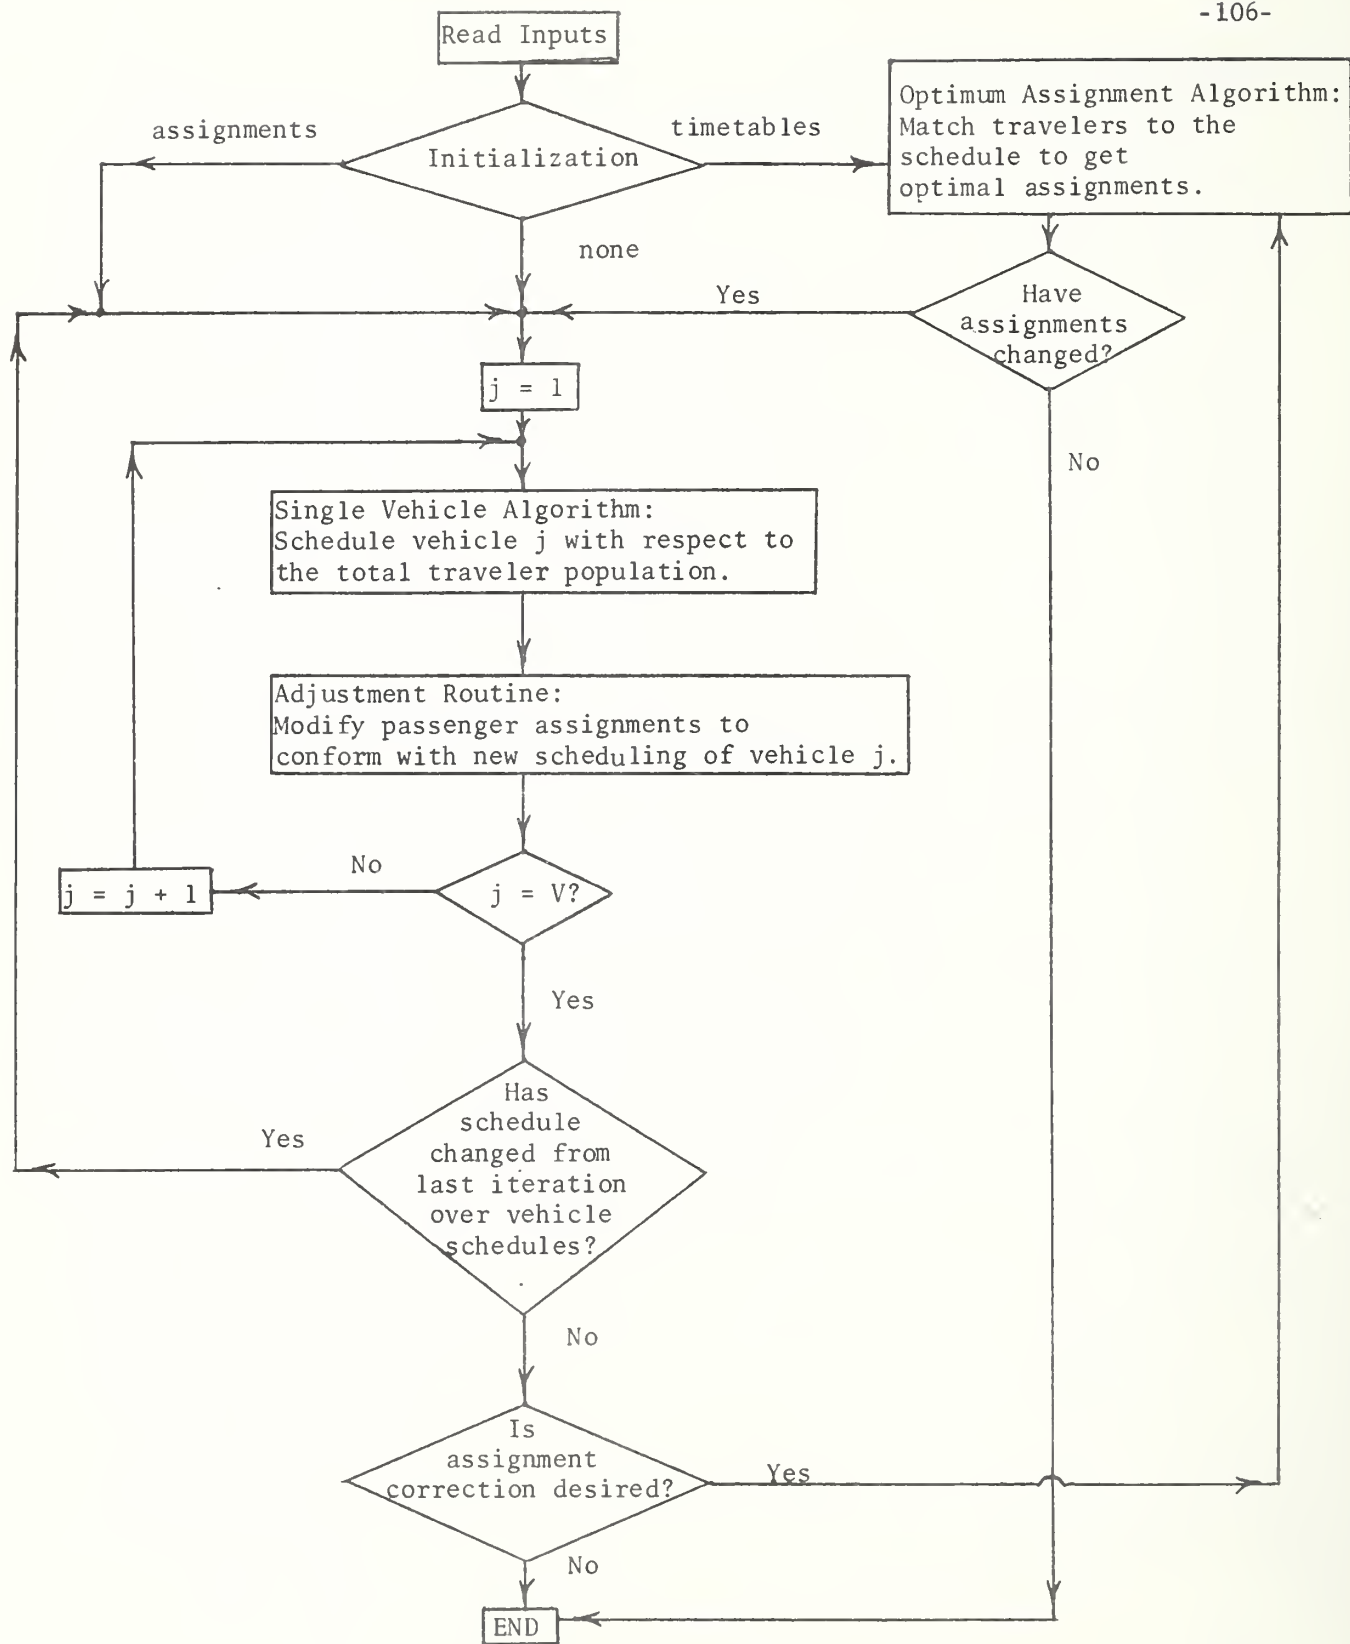 -106-
Read Inputs
assignments
Initialization
timetables
none
Optimum Assignment Algorithm:
Match travelers to the
schedule to get
optimal assignments.
Yes
Have
assignments
changed?
No
j = 1
Single Vehicle Algorithm:
Schedule vehicle j with respect to
the total traveler population.
Adjustment Routine:
Modify passenger assignments to
conform with new scheduling of vehicle j.
j = j + 1
No
j = V?
Yes
Yes
Has
schedule
changed from
last iteration
over vehicle
schedules?
No
Is
assignment
correction desired?
Yes
No
END